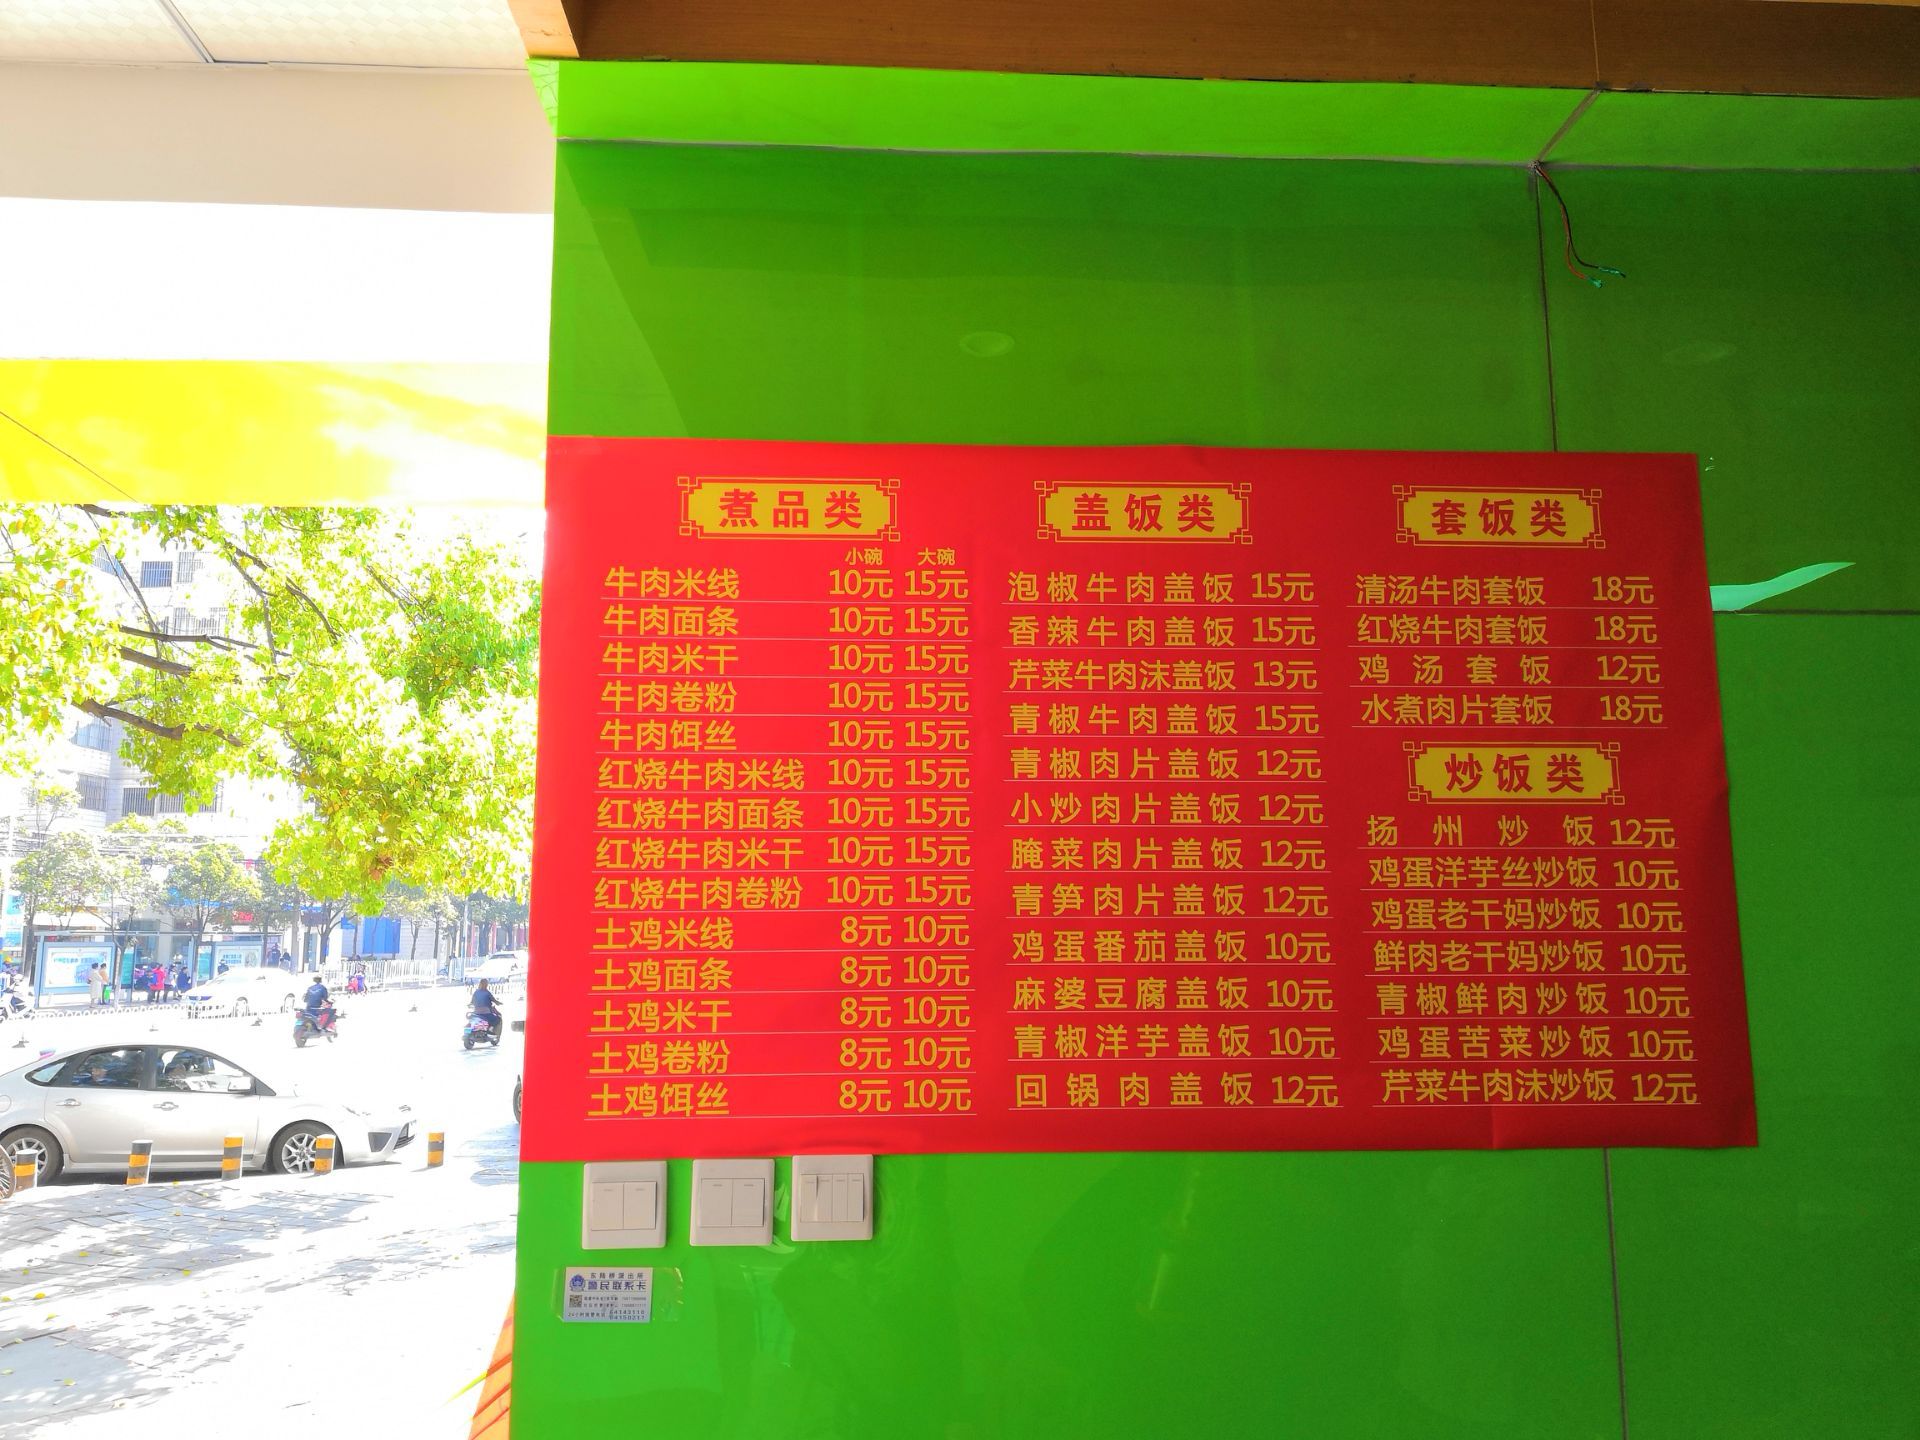 煮品类
小碗 大碗
牛肉米线 10元 15元
牛肉面条 10元 15元
牛肉米干 10元 15元
牛肉卷粉 10元 15元
牛肉饵丝 10元 15元
红烧牛肉米线 10元 15元
红烧牛肉面条 10元 15元
红烧牛肉米干 10元 15元
红烧牛肉卷粉 10元 15元
土鸡米线 8元 10元
土鸡面条 8元 10元
土鸡米干 8元 10元
土鸡卷粉 8元 10元
土鸡饵丝 8元 10元
盖饭类
泡椒牛肉盖饭 15元
香辣牛肉盖饭 15元
芹菜牛肉沫盖饭 13元
青椒牛肉盖饭 15元
青椒肉片盖饭 12元
小炒肉片盖饭 12元
腌菜肉片盖饭 12元
青笋肉片盖饭 12元
鸡蛋番茄盖饭 10元
麻婆豆腐盖饭 10元
青椒洋芋盖饭 10元
回锅肉盖饭 12元
套饭类
清汤牛肉套饭 18元
红烧牛肉套饭 18元
鸡汤套饭 12元
水煮肉片套饭 18元
炒饭类
扬州炒饭 12元
鸡蛋洋芋丝炒饭 10元
鸡蛋老干妈炒饭 10元
鲜肉老干妈炒饭 10元
青椒鲜肉炒饭 10元
鸡蛋苦菜炒饭 10元
芹菜牛肉沫炒饭 12元
东陆桥派出所
警民联系卡
64143110
64150217